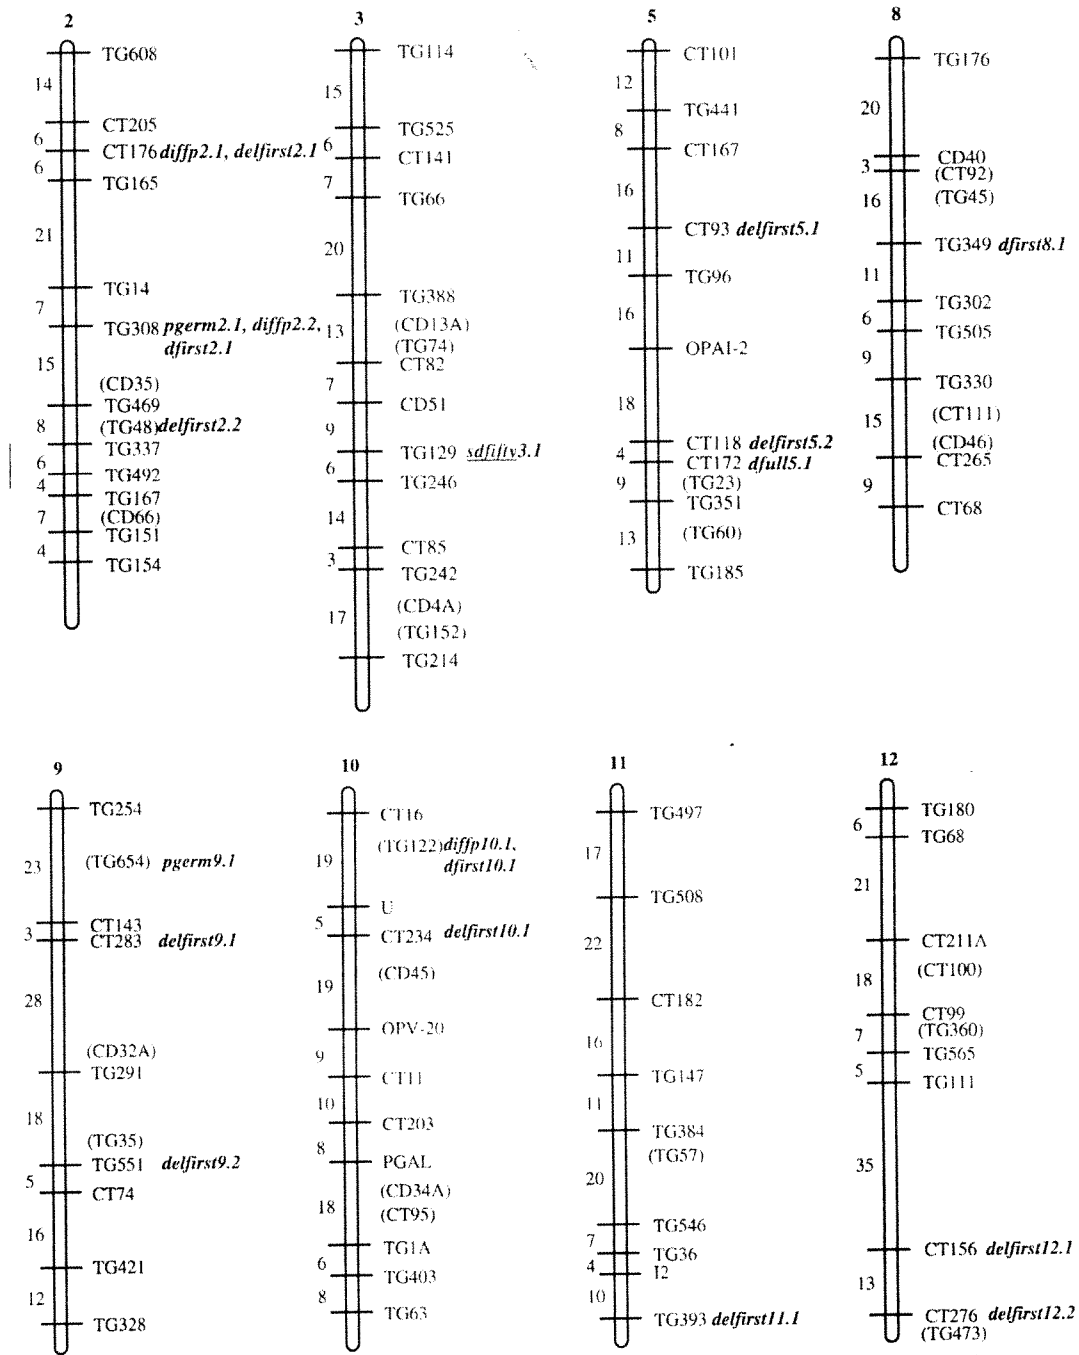 2
TG608
14
CT205
6
CT176 diffp2.1, delfirst2.1
6
TG165
21
TG14
7
TG308 pgerm2.1, diffp2.2,
dfirst2.1
15
(CD35)
TG469
8
(TG48) delfirst2.2
TG337
6
TG492
4
TG167
7
(CD66)
TG151
4
TG154
3
TG114
15
TG525
6
CT141
7
TG66
20
TG388
13
(CD13A)
(TG74)
CT82
7
CD51
9
TG129 sdfifty3.1
6
TG246
14
CT85
3
TG242
17
(CD4A)
(TG152)
TG214
5
CT101
12
TG441
8
CT167
16
CT93 delfirst5.1
11
TG96
16
OPAI-2
18
CT118 delfirst5.2
4
CT172 dfull5.1
9
(TG23)
TG351
13
(TG60)
TG185
8
TG176
20
CD40
3
(CT92)
16
(TG45)
TG349 dfirst8.1
11
TG302
6
TG505
9
TG330
15
(CT111)
(CD46)
CT265
9
CT68
9
TG254
23
(TG654) pgerm9.1
CT143
3
CT283 delfirst9.1
28
(CD32A)
TG291
18
(TG35)
TG551 delfirst9.2
5
CT74
16
TG421
12
TG328
10
CT16
19
(TG122) diffp10.1,
dfirst10.1
U
5
CT234 delfirst10.1
19
(CD45)
OPV-20
9
CT11
10
CT203
8
PGAL
18
(CD34A)
(CT95)
TG1A
6
TG403
8
TG63
11
TG497
17
TG508
22
CT182
16
TG147
11
TG384
(TG57)
20
TG546
7
TG36
4
I2
10
TG393 delfirst11.1
12
TG180
6
TG68
21
CT211A
18
(CT100)
CT99
7
(TG360)
TG565
5
TG111
35
CT156 delfirst12.1
13
CT276 delfirst12.2
(TG473)